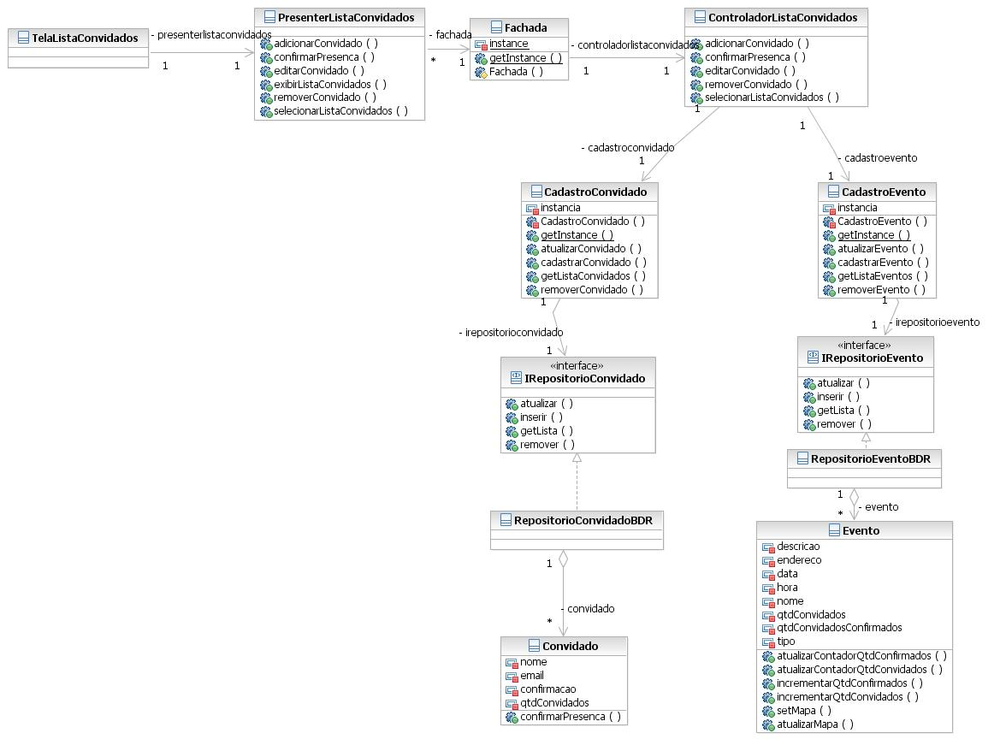 TelaListaConvidados
- presenterlistaconvidados
1
1
PresenterListaConvidados
adicionarConvidado ( )
confirmarPresenca ( )
editarConvidado ( )
exibirListaConvidados ( )
removerConvidado ( )
selecionarListaConvidados ( )
- fachada
*
1
Fachada
instance
getInstance ( )
Fachada ( )
- controladorlistaconvidados
1
1
ControladorListaConvidados
adicionarConvidado ( )
confirmarPresenca ( )
editarConvidado ( )
removerConvidado ( )
selecionarListaConvidados ( )
1
- cadastroconvidado
1
1
- cadastroevento
1
CadastroConvidado
instancia
CadastroConvidado ( )
getInstance ( )
atualizarConvidado ( )
cadastrarConvidado ( )
getListaConvidados ( )
removerConvidado ( )
1
- irepositorioconvidado
1
CadastroEvento
instancia
CadastroEvento ( )
getInstance ( )
atualizarEvento ( )
cadastrarEvento ( )
getListaEventos ( )
removerEvento ( )
1
1
- irepositorioevento
«interface»
IRepositorioConvidado
atualizar ( )
inserir ( )
getLista ( )
remover ( )
«interface»
IRepositorioEvento
atualizar ( )
inserir ( )
getLista ( )
remover ( )
RepositorioEventoBDR
1
- evento
*
RepositorioConvidadoBDR
1
- convidado
*
Convidado
nome
email
confirmacao
qtdConvidados
confirmarPresenca ( )
Evento
descricao
endereco
data
hora
nome
qtdConvidados
qtdConvidadosConfirmados
tipo
atualizarContadorQtdConfirmados ( )
atualizarContadorQtdConvidados ( )
incrementarQtdConfirmados ( )
incrementarQtdConvidados ( )
setMapa ( )
atualizarMapa ( )